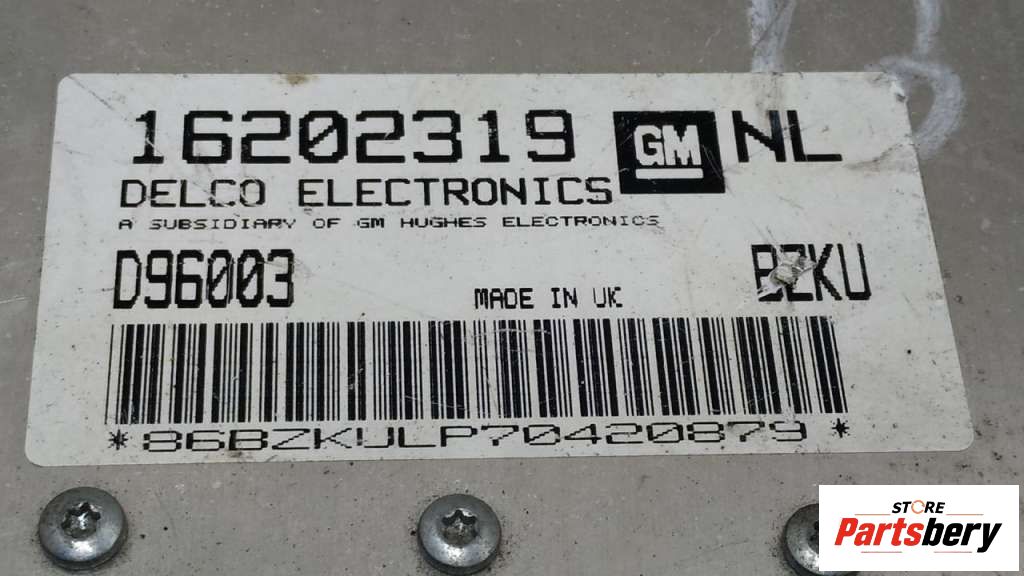 16202319 GM NL
DELCO ELECTRONICS
A SUBSIDIARY OF GM HUGHES ELECTRONICS
D96003 MADE IN UK BZKU
*86BZKULP70420879*
STORE
Partsbery